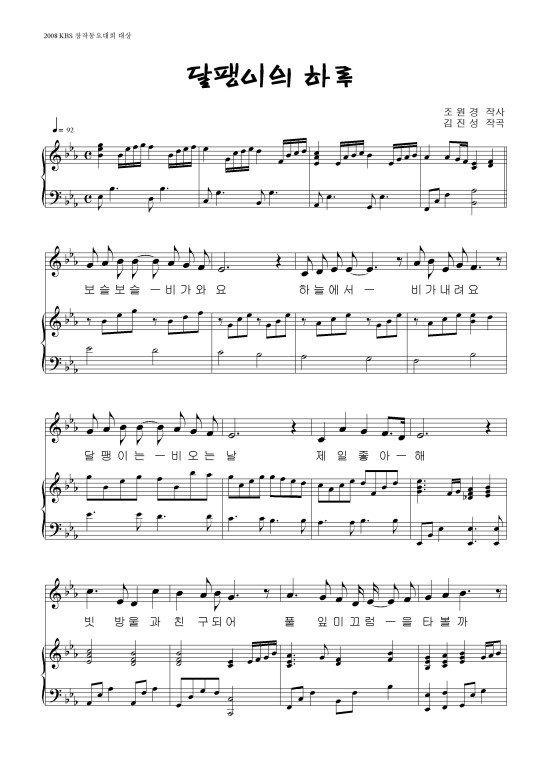 2008 KBS 창작동요대회 대상
달팽이의 하루
조 원 경 작사
김 진 성 작곡
♩= 92
보슬보슬 ─비가와 요 하늘에서─ 비가내려요
달 팽 이 는 ─비 오 는 날 제 일 좋 아 ─ 해
빗 방울 과 친 구되어 풀 잎미끄럼 ─을 타볼 까